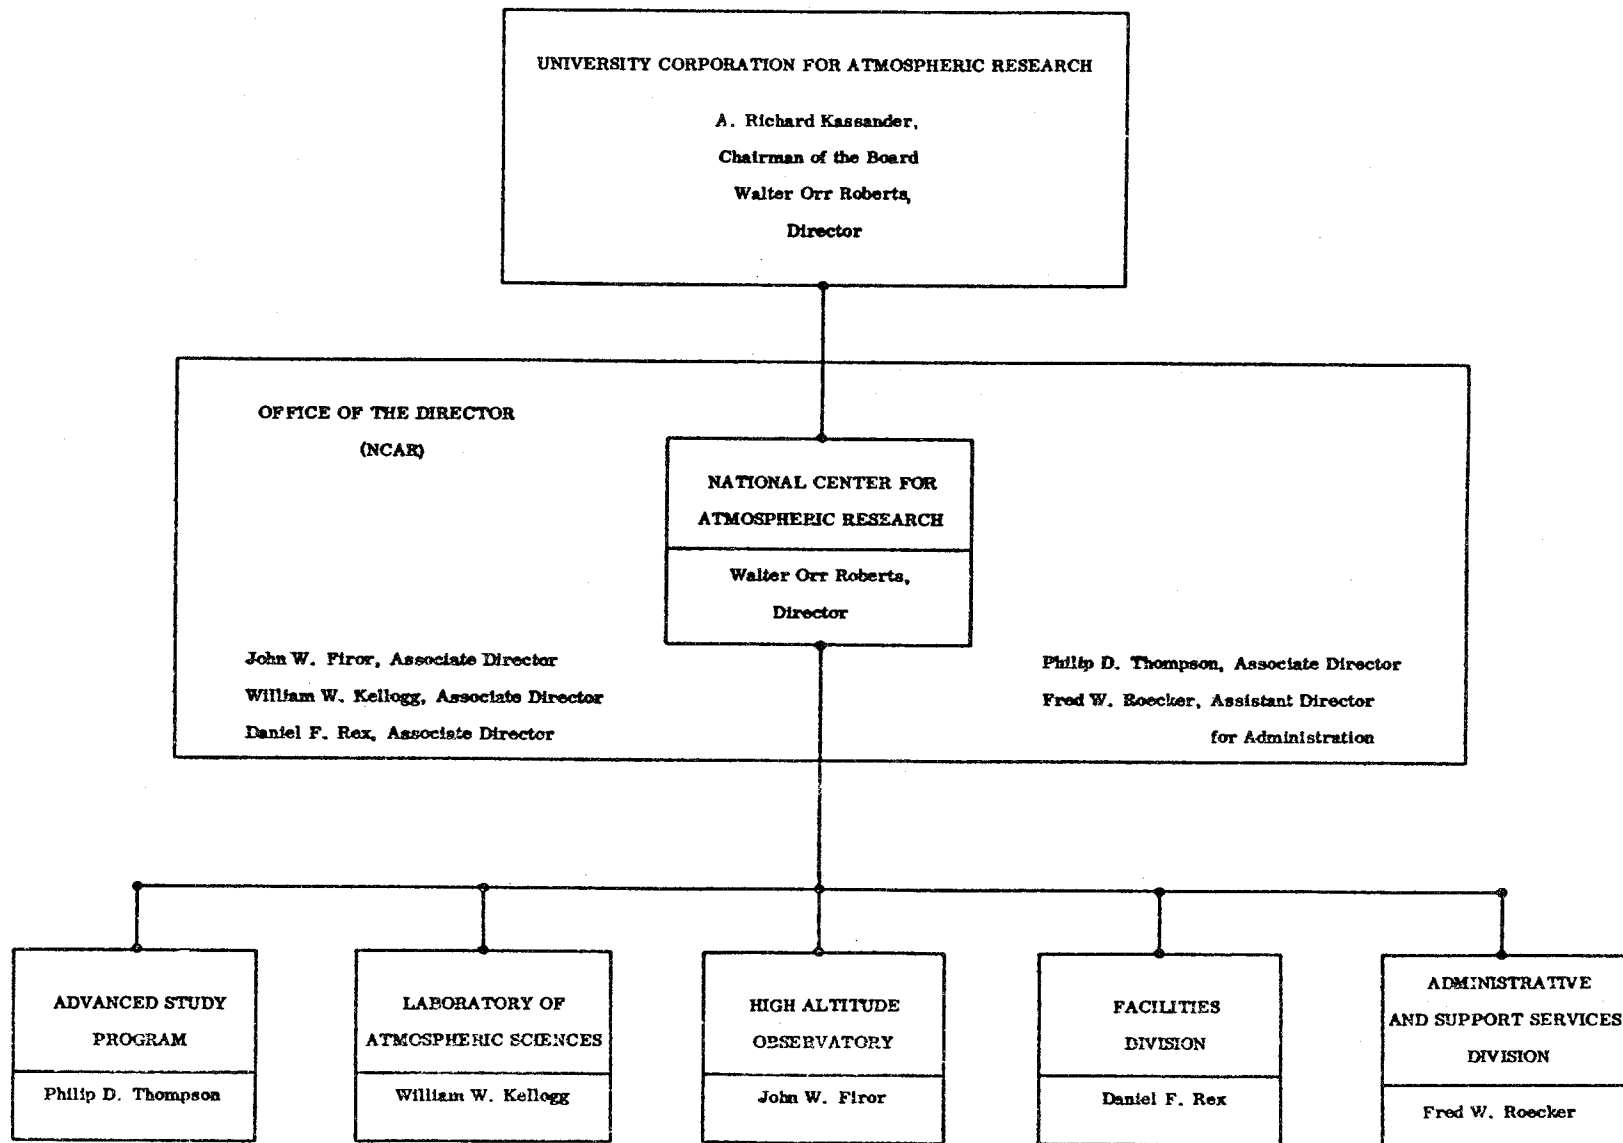 UNIVERSITY CORPORATION FOR ATMOSPHERIC RESEARCH
A. Richard Kassander,
Chairman of the Board
Walter Orr Roberts,
Director
OFFICE OF THE DIRECTOR
(NCAR)
NATIONAL CENTER FOR
ATMOSPHERIC RESEARCH
Walter Orr Roberts,
Director
John W. Firor, Associate Director
William W. Kellogg, Associate Director
Daniel F. Rex, Associate Director
Philip D. Thompson, Associate Director
Fred W. Roecker, Assistant Director
for Administration
ADVANCED STUDY
PROGRAM
Philip D. Thompson
LABORATORY OF
ATMOSPHERIC SCIENCES
William W. Kellogg
HIGH ALTITUDE
OBSERVATORY
John W. Firor
FACILITIES
DIVISION
Daniel F. Rex
ADMINISTRATIVE
AND SUPPORT SERVICES
DIVISION
Fred W. Roecker